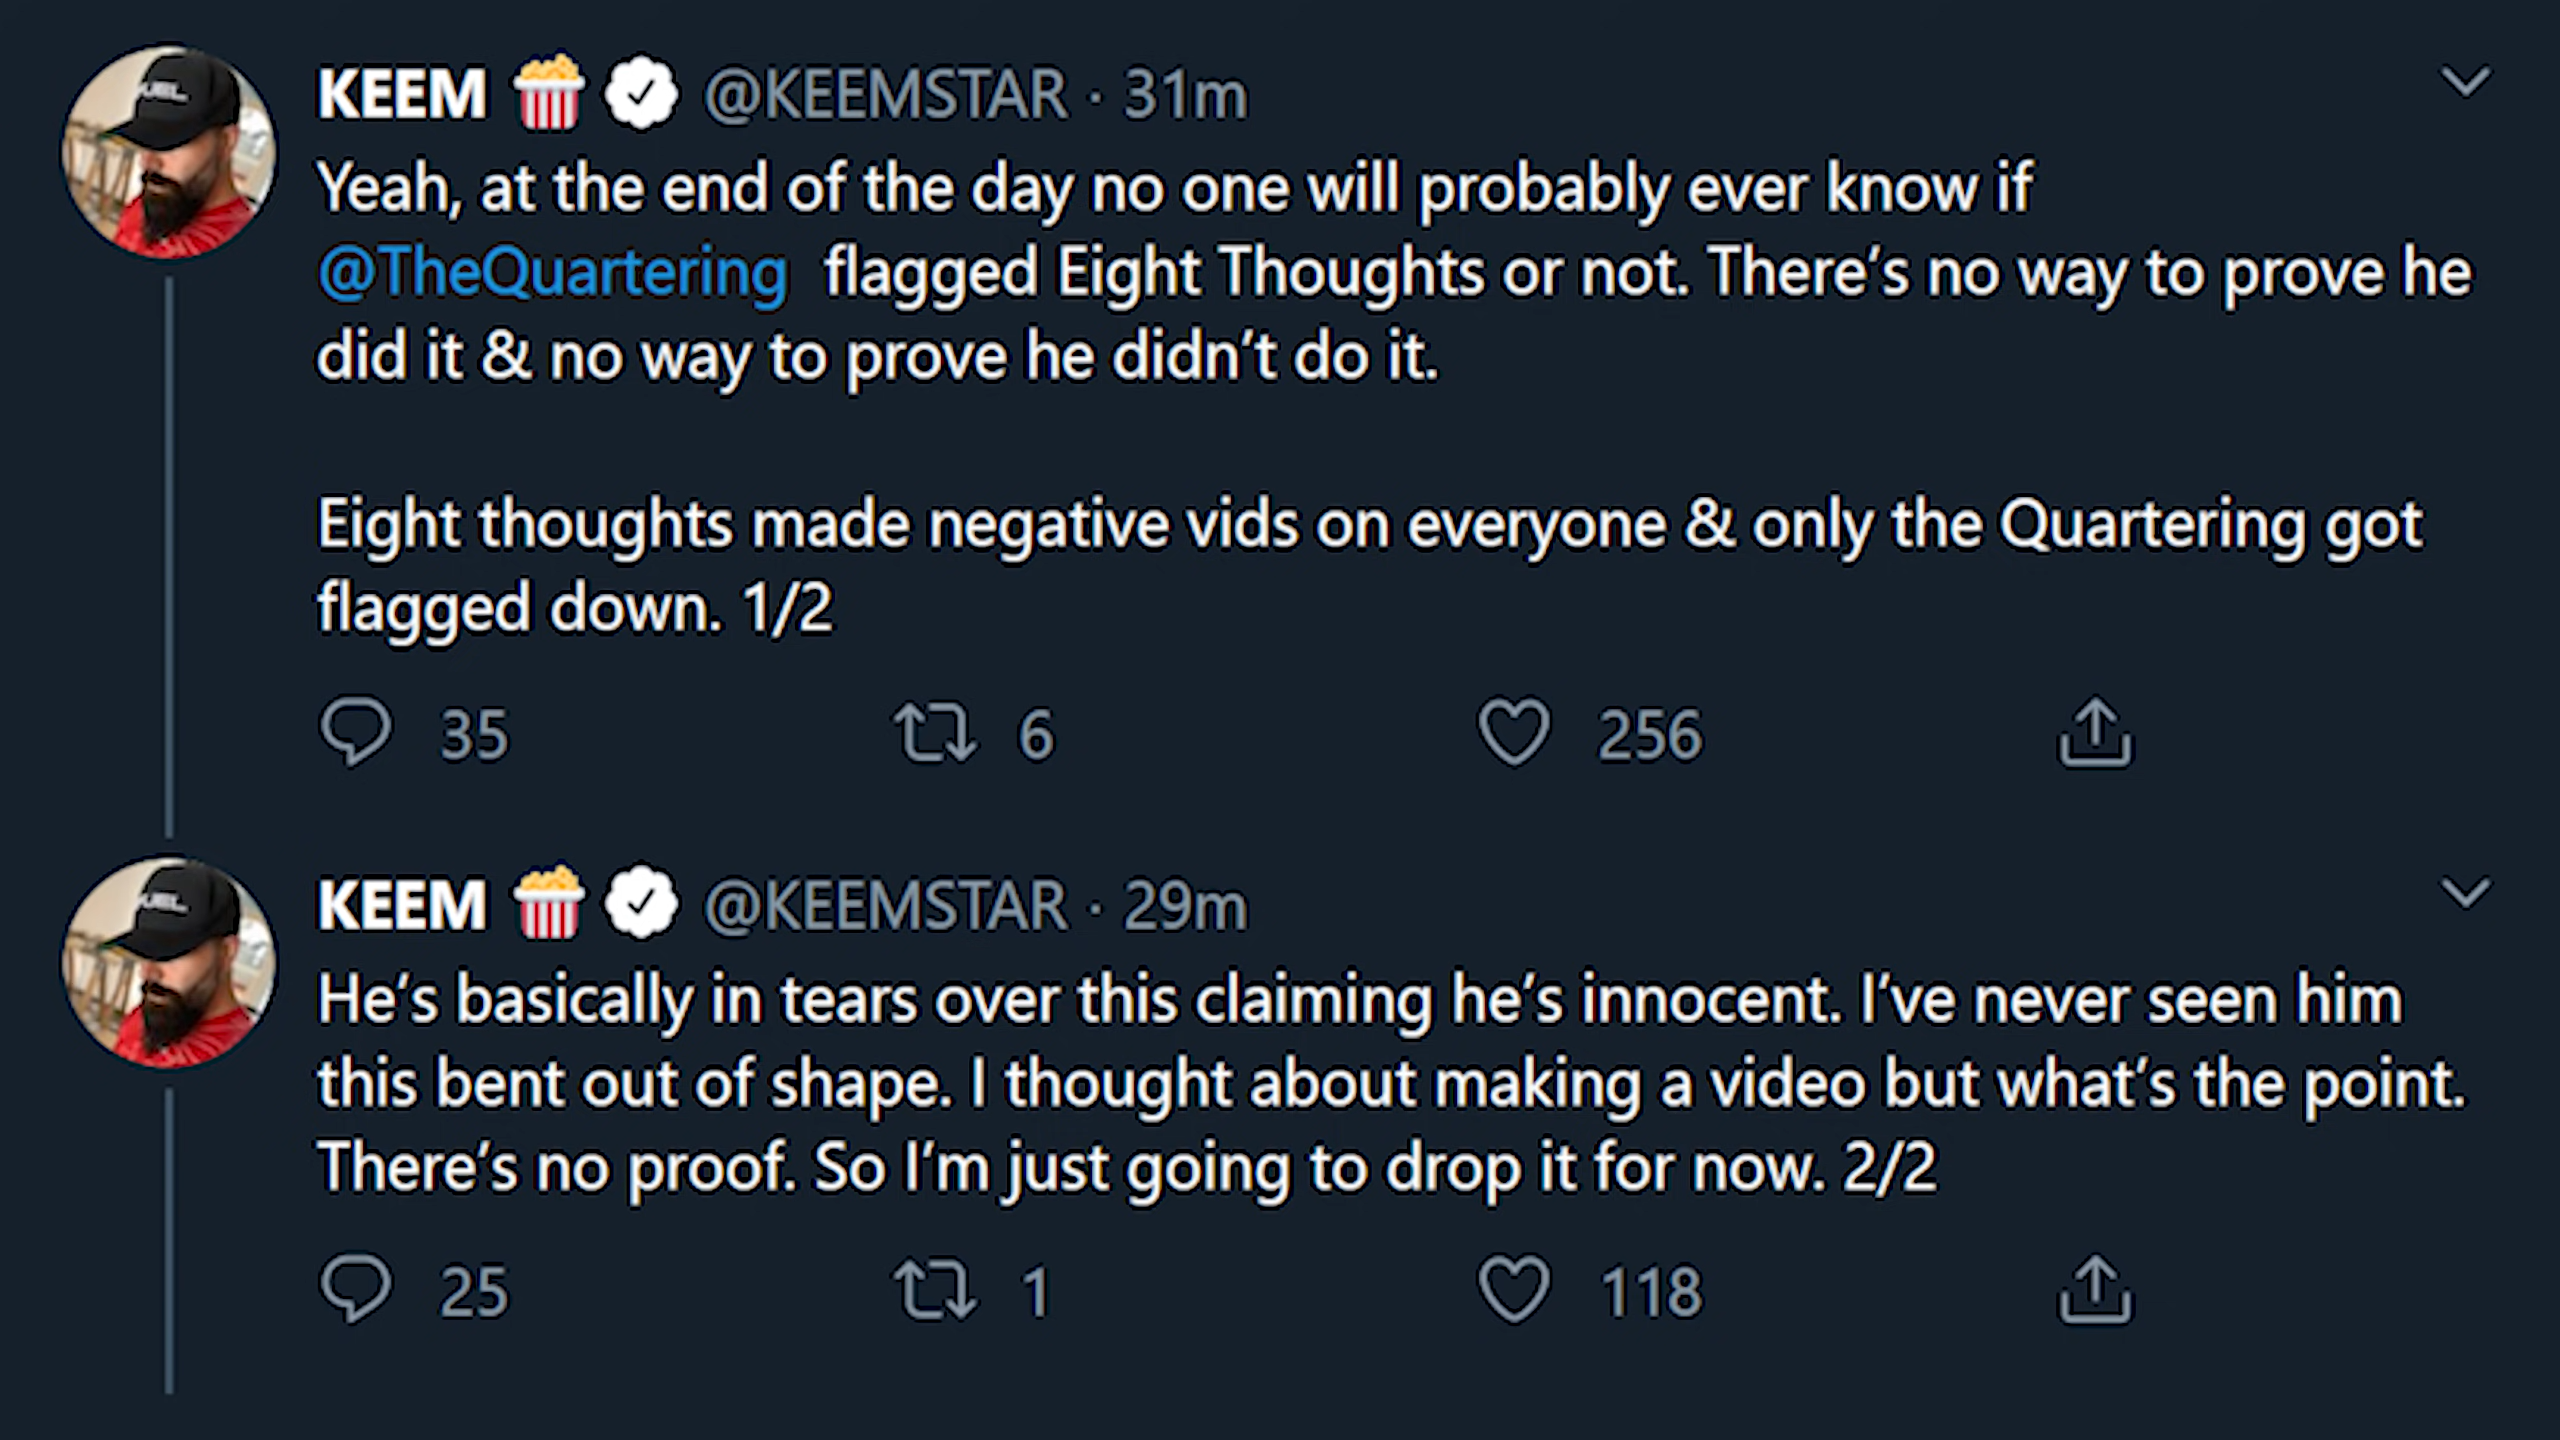 KEEM 🍿 @KEEMSTAR · 31m
Yeah, at the end of the day no one will probably ever know if
@TheQuartering flagged Eight Thoughts or not. There’s no way to prove he
did it & no way to prove he didn’t do it.
Eight thoughts made negative vids on everyone & only the Quartering got
flagged down. 1/2
35 6 256
KEEM 🍿 @KEEMSTAR · 29m
He’s basically in tears over this claiming he’s innocent. I’ve never seen him
this bent out of shape. I thought about making a video but what’s the point.
There’s no proof. So I’m just going to drop it for now. 2/2
25 1 118